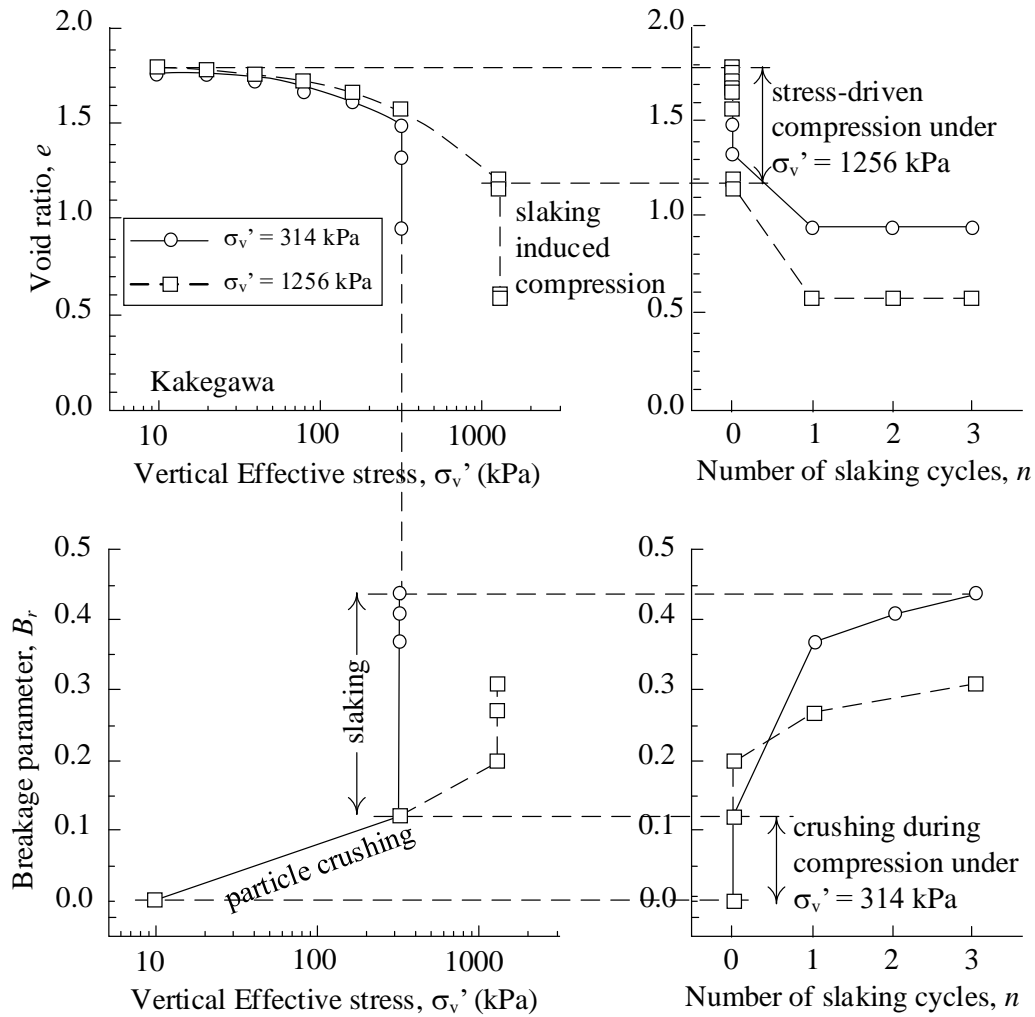 2.0
1.5
1.0
0.5
0.0
Void ratio, e
σv' = 314 kPa
σv' = 1256 kPa
Kakegawa
slaking
induced
compression
10
100
1000
Vertical Effective stress, σv' (kPa)
2.0
1.5
1.0
0.5
0.0
stress-driven
compression under
σv' = 1256 kPa
0
1
2
3
Number of slaking cycles, n
0.5
0.4
0.3
0.2
0.1
0.0
Breakage parameter, Br
slaking
particle crushing
10
100
1000
Vertical Effective stress, σv' (kPa)
0.5
0.4
0.3
0.2
0.1
0.0
crushing during
compression under
σv' = 314 kPa
0
1
2
3
Number of slaking cycles, n